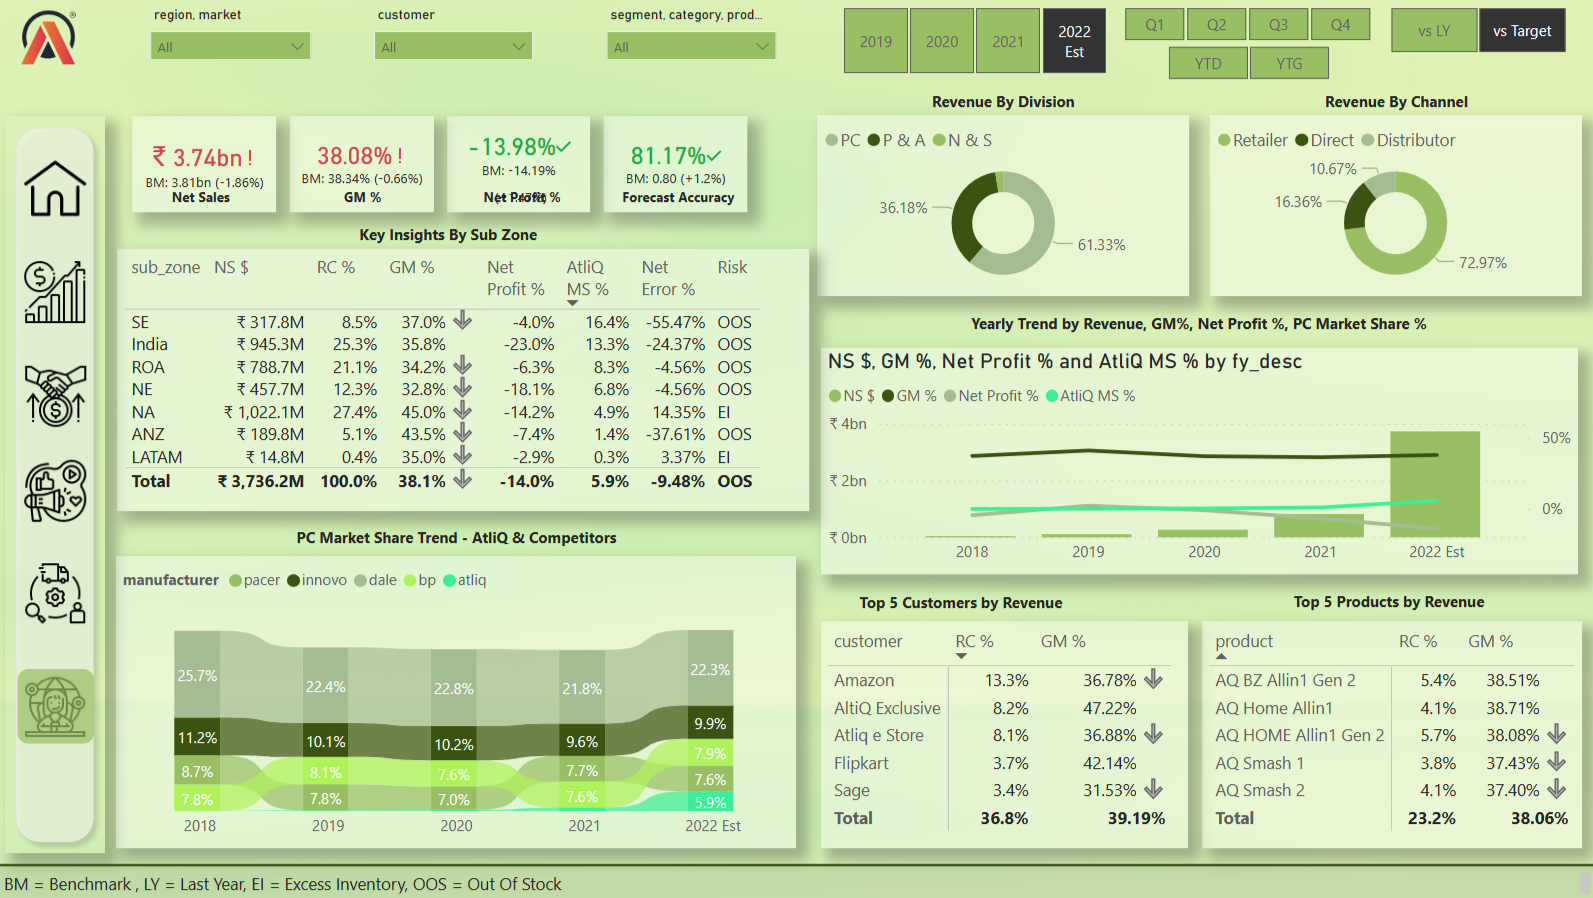 region, market
customer
segment, category, prod...
All
All
All
2019
2020
2021
2022 Est
Q1
Q2
Q3
Q4
YTD
YTG
vs LY
vs Target
₹ 3.74bn !
BM: 3.81bn (-1.86%)
Net Sales
38.08% !
BM: 38.34% (-0.66%)
GM %
-13.98%✓
BM: -14.19%
Net Profit %
81.17%✓
BM: 0.80 (+1.2%)
Forecast Accuracy
Revenue By Division
PC P & A N & S
36.18%
61.33%
Revenue By Channel
Retailer Direct Distributor
10.67%
16.36%
72.97%
Key Insights By Sub Zone
sub_zone NS $ RC % GM % Net Profit % AtliQ MS % Net Error % Risk
SE ₹ 317.8M 8.5% 37.0% -4.0% 16.4% -55.47% OOS
India ₹ 945.3M 25.3% 35.8% -23.0% 13.3% -24.37% OOS
ROA ₹ 788.7M 21.1% 34.2% -6.3% 8.3% -4.56% OOS
NE ₹ 457.7M 12.3% 32.8% -18.1% 6.8% -4.56% OOS
NA ₹ 1,022.1M 27.4% 45.0% -14.2% 4.9% 14.35% EI
ANZ ₹ 189.8M 5.1% 43.5% -7.4% 1.4% -37.61% OOS
LATAM ₹ 14.8M 0.4% 35.0% -2.9% 0.3% 3.37% EI
Total ₹ 3,736.2M 100.0% 38.1% -14.0% 5.9% -9.48% OOS
Yearly Trend by Revenue, GM%, Net Profit %, PC Market Share %
NS $, GM %, Net Profit % and AtliQ MS % by fy_desc
NS $ GM % Net Profit % AtliQ MS %
₹ 4bn
₹ 2bn
₹ 0bn
50%
0%
2018 2019 2020 2021 2022 Est
PC Market Share Trend - AtliQ & Competitors
manufacturer pacer innovo dale bp atliq
25.7% 22.4% 22.8% 21.8% 22.3%
11.2% 10.1% 10.2% 9.6% 9.9%
8.7% 8.1% 7.6% 7.7% 7.9%
7.8% 7.8% 7.0% 7.6% 7.6%
5.9%
2018 2019 2020 2021 2022 Est
Top 5 Customers by Revenue
customer RC % GM %
Amazon 13.3% 36.78%
AltiQ Exclusive 8.2% 47.22%
Atliq e Store 8.1% 36.88%
Flipkart 3.7% 42.14%
Sage 3.4% 31.53%
Total 36.8% 39.19%
Top 5 Products by Revenue
product RC % GM %
AQ BZ Allin1 Gen 2 5.4% 38.51%
AQ Home Allin1 4.1% 38.71%
AQ HOME Allin1 Gen 2 5.7% 38.08%
AQ Smash 1 3.8% 37.43%
AQ Smash 2 4.1% 37.40%
Total 23.2% 38.06%
BM = Benchmark , LY = Last Year, EI = Excess Inventory, OOS = Out Of Stock